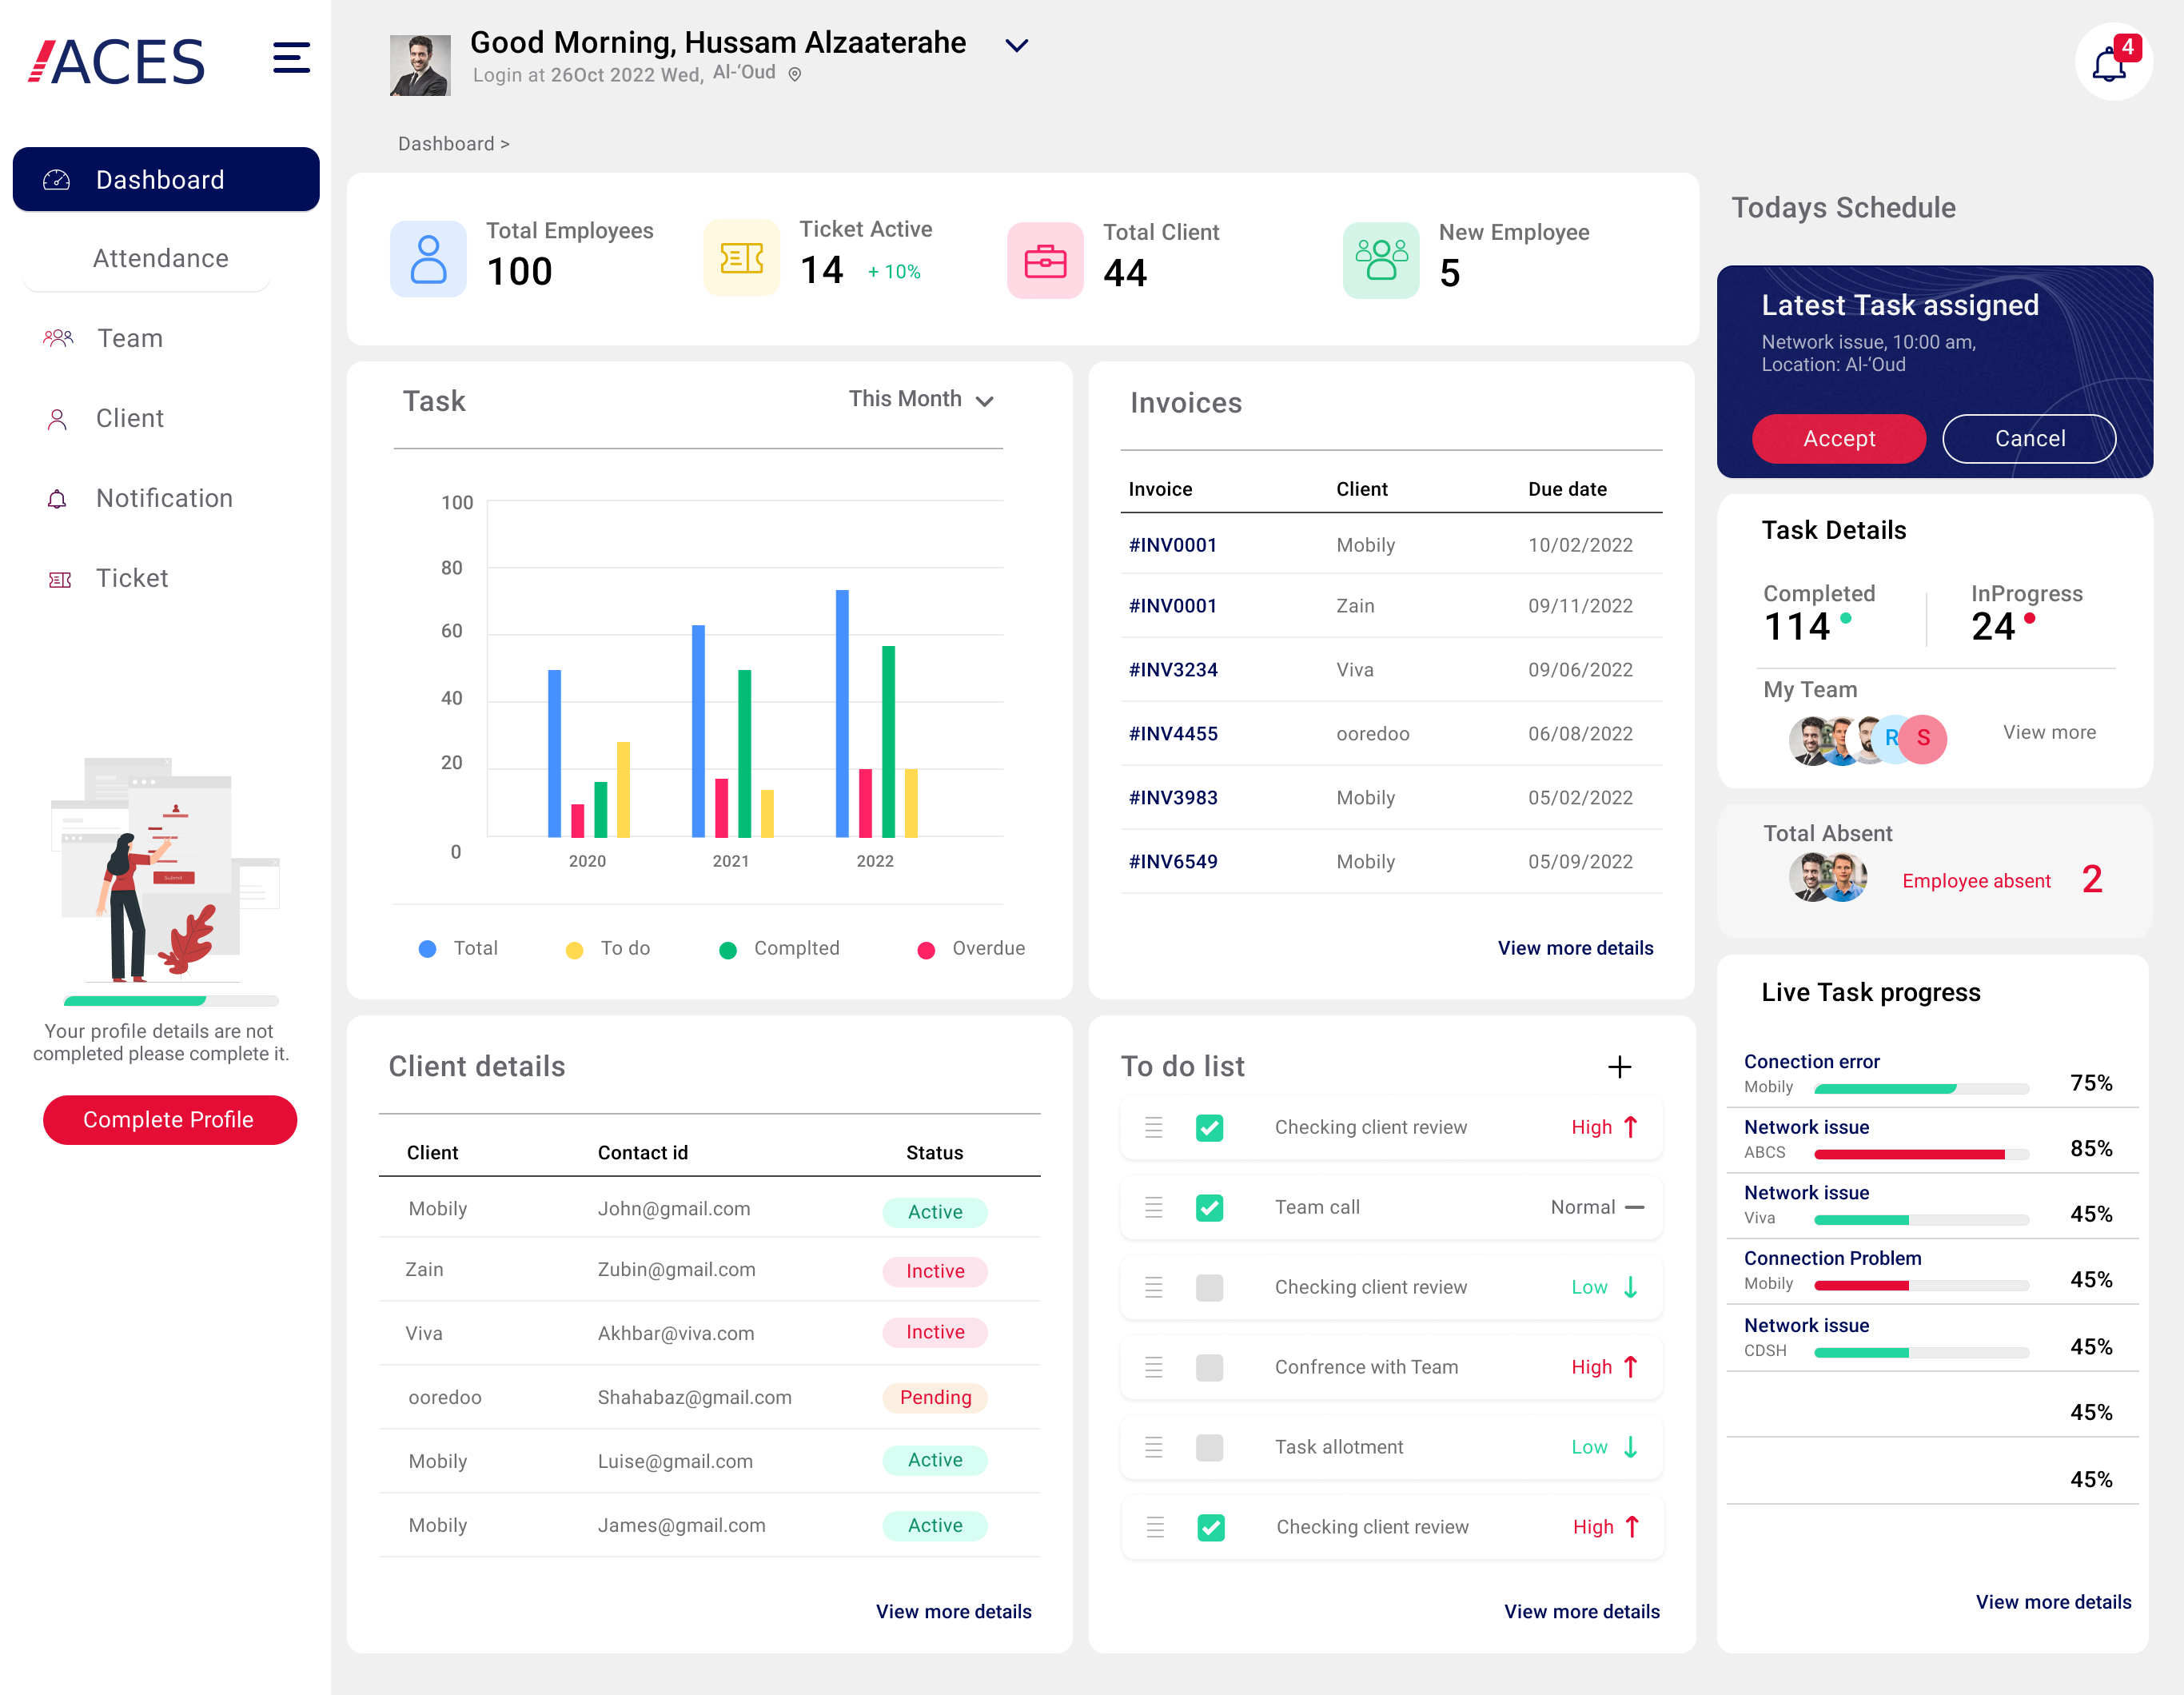 ACES
Dashboard
Attendance
Team
Client
Notification
Ticket
Submit
Your profile details are not
completed please complete it.
Complete Profile
Good Morning, Hussam Alzaaterahe
Login at 26Oct 2022 Wed, Al-‘Oud
4
Dashboard >
Total Employees
100
Ticket Active
14 + 10%
Total Client
44
New Employee
5
Task
This Month
100
80
60
40
20
0
2020 2021 2022
Total To do Complted Overdue
Invoices
Invoice Client Due date
#INV0001 Mobily 10/02/2022
#INV0001 Zain 09/11/2022
#INV3234 Viva 09/06/2022
#INV4455 ooredoo 06/08/2022
#INV3983 Mobily 05/02/2022
#INV6549 Mobily 05/09/2022
View more details
Client details
Client Contact id Status
Mobily John@gmail.com Active
Zain Zubin@gmail.com Inctive
Viva Akhbar@viva.com Inctive
ooredoo Shahabaz@gmail.com Pending
Mobily Luise@gmail.com Active
Mobily James@gmail.com Active
View more details
To do list
Checking client review High
Team call Normal
Checking client review Low
Confrence with Team High
Task allotment Low
Checking client review High
View more details
Todays Schedule
Latest Task assigned
Network issue, 10:00 am,
Location: Al-‘Oud
Accept Cancel
Task Details
Completed InProgress
114 24
My Team
R S View more
Total Absent
Employee absent 2
Live Task progress
Conection error
Mobily 75%
Network issue
ABCS 85%
Network issue
Viva 45%
Connection Problem
Mobily 45%
Network issue
CDSH 45%
45%
45%
View more details